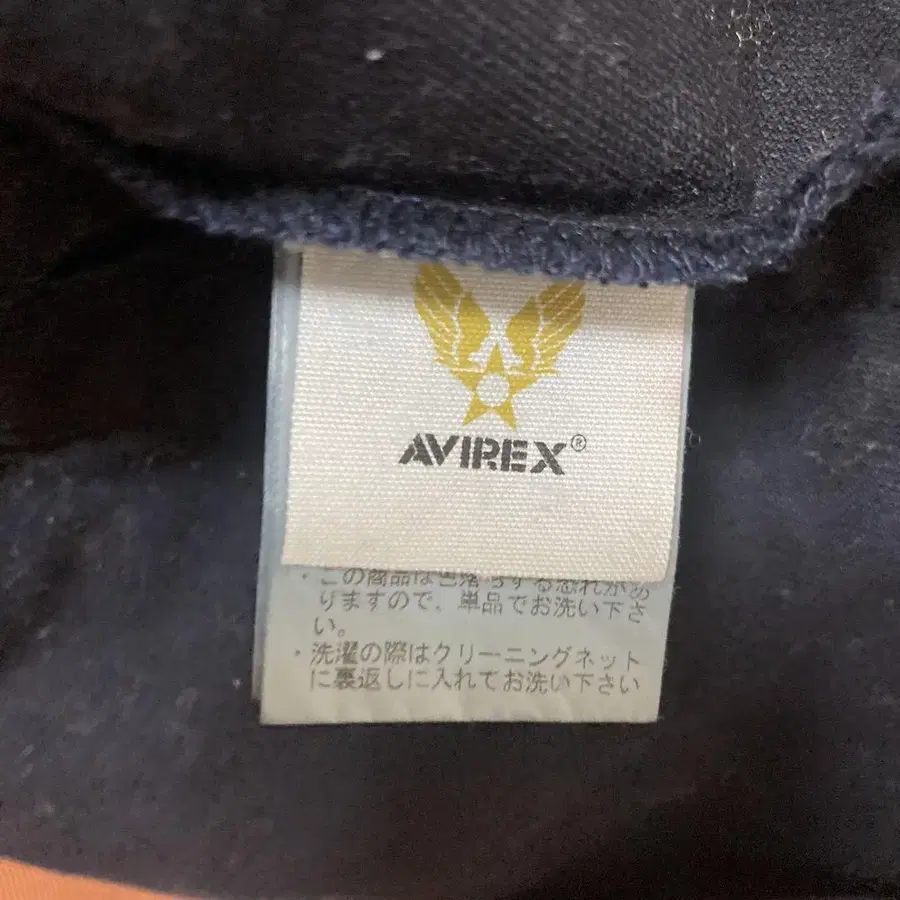 AVIREX®
・この商品は色落ちする恐れがあ
りますので、単品でお洗い下さ
い。
・洗濯の際はクリーニングネット
に裏返しに入れてお洗い下さい